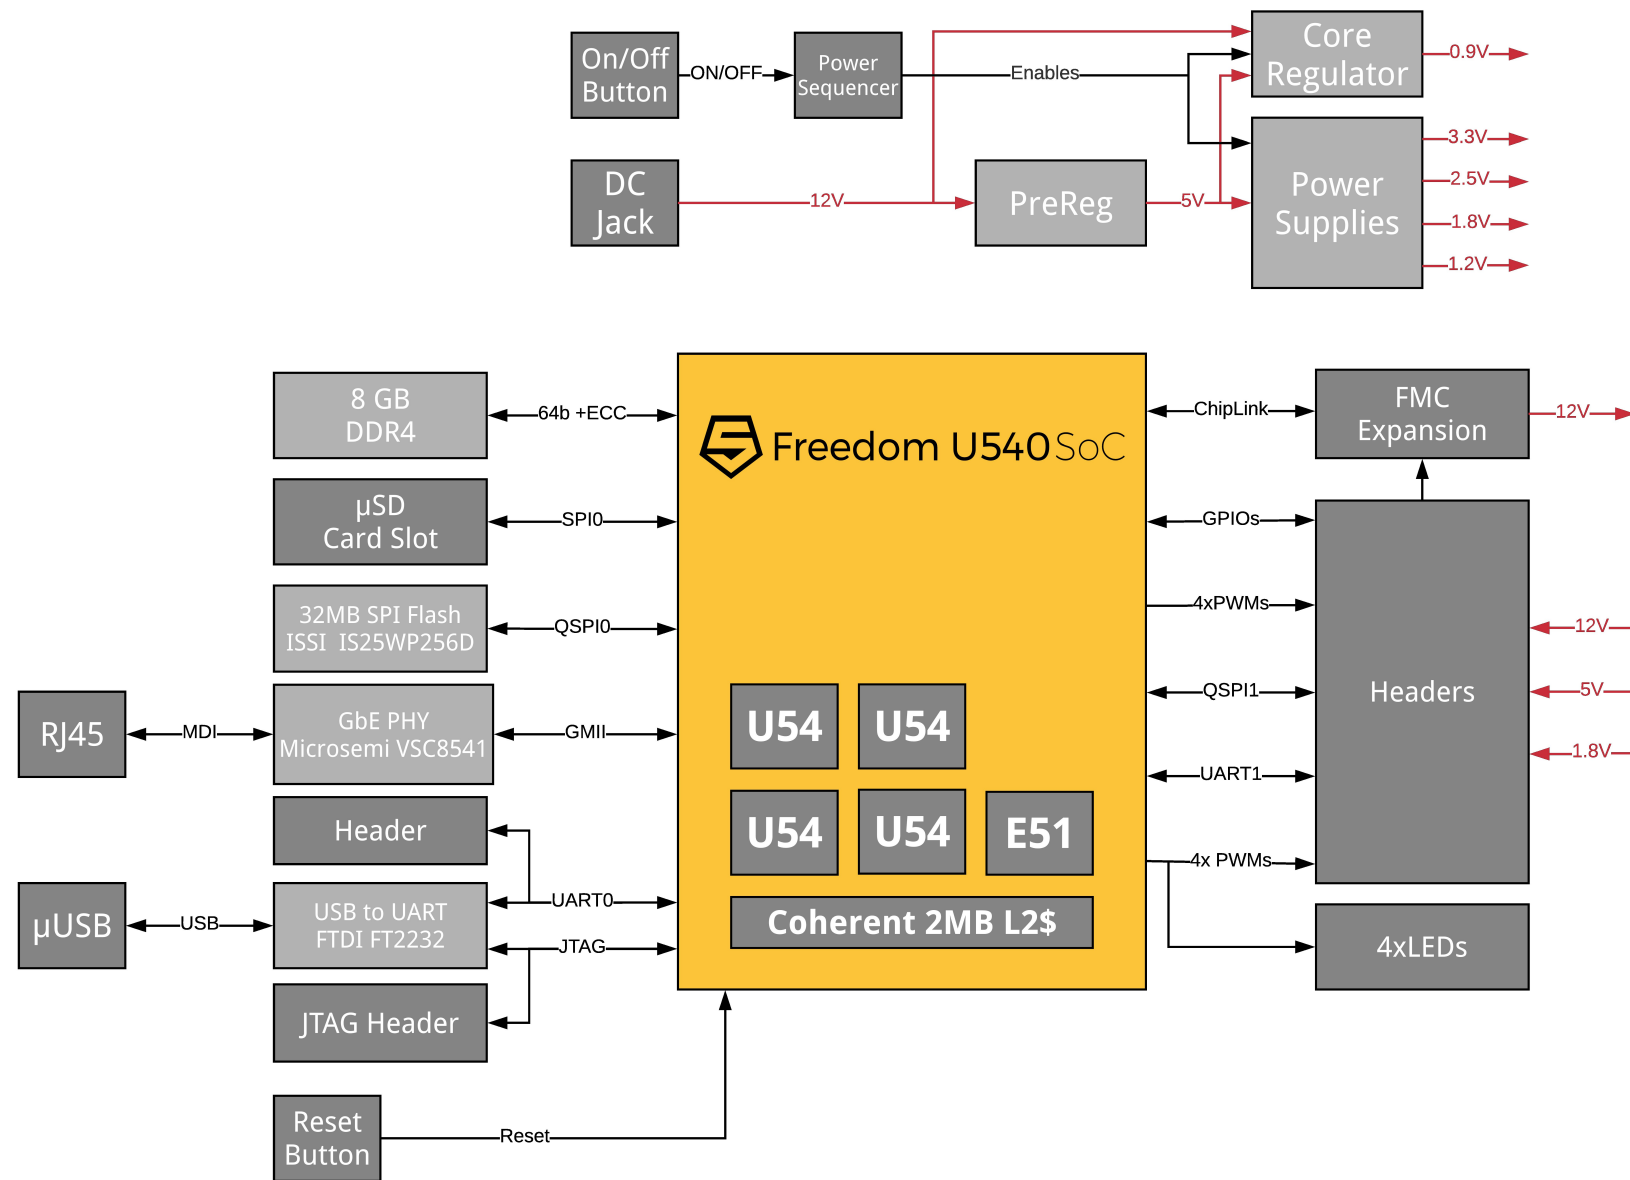 On/Off
Button
ON/OFF
Power
Sequencer
Enables
Core
Regulator
0.9V
DC
Jack
12V
PreReg
5V
Power
Supplies
3.3V
2.5V
1.8V
1.2V
8 GB
DDR4
64b +ECC
µSD
Card Slot
SPI0
32MB SPI Flash
ISSI  IS25WP256D
QSPI0
RJ45
MDI
GbE PHY
Microsemi VSC8541
GMII
Header
µUSB
USB
USB to UART
FTDI FT2232
UART0
JTAG
JTAG Header
Reset
Button
Reset
Freedom U540 SoC
U54
U54
U54
U54
E51
Coherent 2MB L2$
ChipLink
FMC
Expansion
12V
GPIOs
4xPWMs
QSPI1
UART1
4x PWMs
Headers
12V
5V
1.8V
4xLEDs